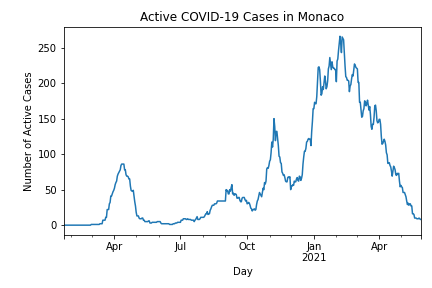 Active COVID-19 Cases in Monaco
250
200
150
100
50
0
Number of Active Cases
Apr
Jul
Oct
Jan
2021
Apr
Day